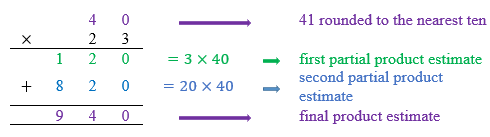 4 0 41 rounded to the nearest ten
× 2 3
1 2 0 = 3 × 40 first partial product estimate
+ 8 2 0 = 20 × 40 second partial product
estimate
9 4 0 final product estimate